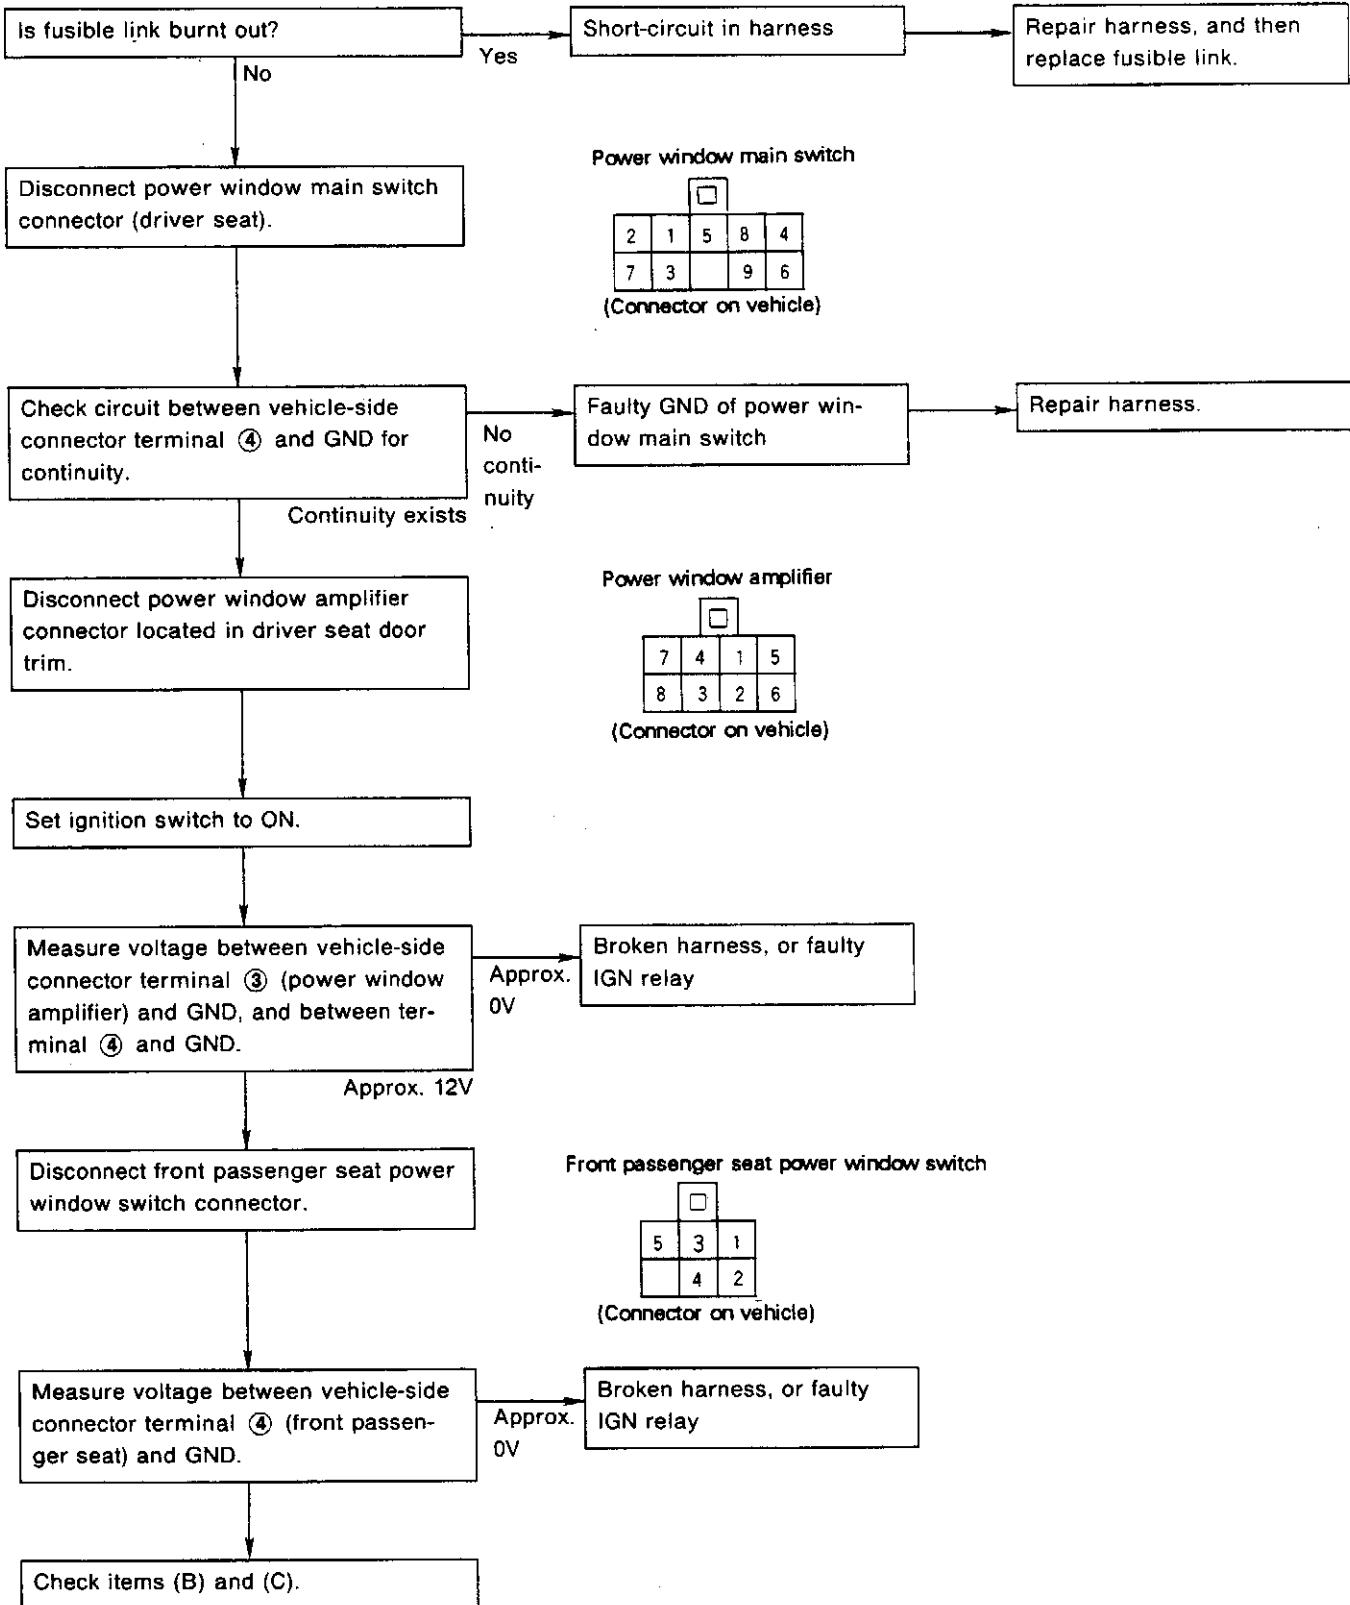 Is fusible link burnt out?
Yes
Short-circuit in harness
Repair harness, and then
replace fusible link.
No
Disconnect power window main switch
connector (driver seat).
Power window main switch
2 1 5 8 4
7 3 9 6
(Connector on vehicle)
Check circuit between vehicle-side
connector terminal ④ and GND for
continuity.
No
conti-
nuity
Faulty GND of power win-
dow main switch
Repair harness.
Continuity exists
Disconnect power window amplifier
connector located in driver seat door
trim.
Power window amplifier
7 4 1 5
8 3 2 6
(Connector on vehicle)
Set ignition switch to ON.
Measure voltage between vehicle-side
connector terminal ③ (power window
amplifier) and GND, and between ter-
minal ④ and GND.
Approx.
0V
Broken harness, or faulty
IGN relay
Approx. 12V
Disconnect front passenger seat power
window switch connector.
Front passenger seat power window switch
5 3 1
4 2
(Connector on vehicle)
Measure voltage between vehicle-side
connector terminal ④ (front passen-
ger seat) and GND.
Approx.
0V
Broken harness, or faulty
IGN relay
Check items (B) and (C).